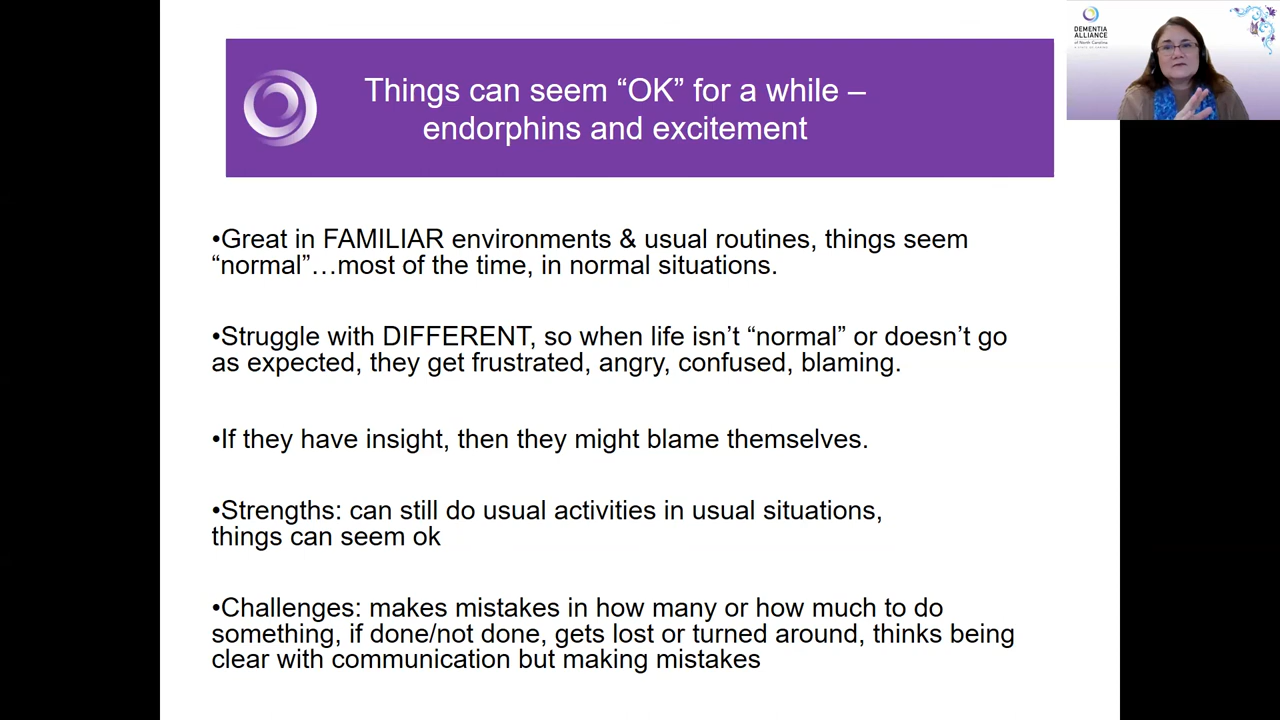 Things can seem “OK” for a while –
endorphins and excitement
DEMENTIA
ALLIANCE
of North Carolina
•Great in FAMILIAR environments & usual routines, things seem
“normal”…most of the time, in normal situations.
•Struggle with DIFFERENT, so when life isn’t “normal” or doesn’t go
as expected, they get frustrated, angry, confused, blaming.
•If they have insight, then they might blame themselves.
•Strengths: can still do usual activities in usual situations,
things can seem ok
•Challenges: makes mistakes in how many or how much to do
something, if done/not done, gets lost or turned around, thinks being
clear with communication but making mistakes